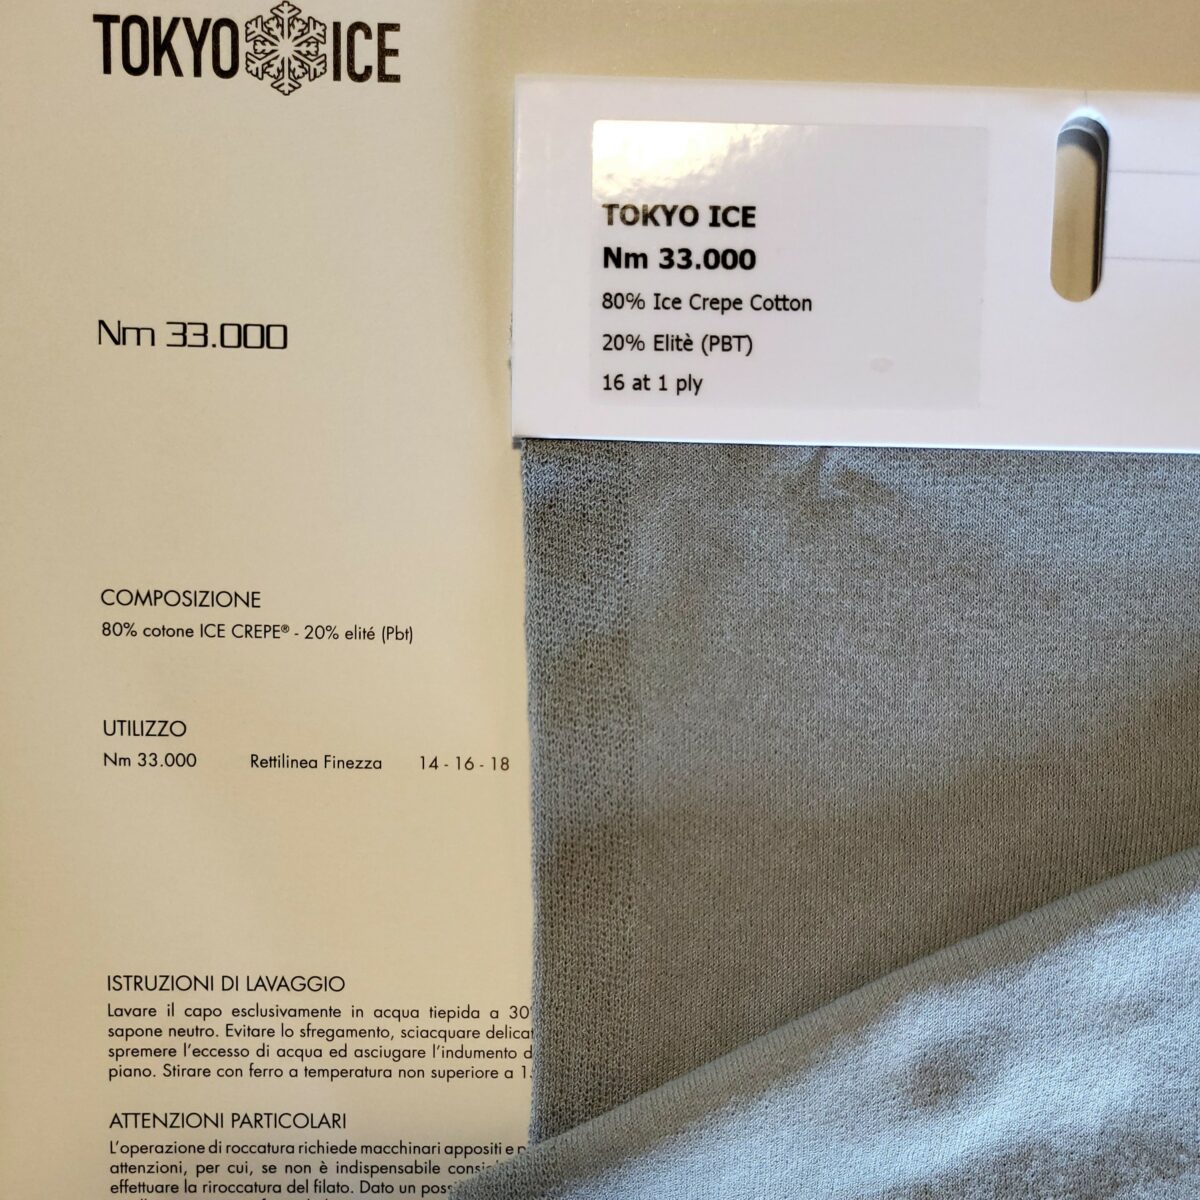 TOKYO ICE
Nm 33.000
COMPOSIZIONE
80% cotone ICE CREPE® - 20% elité (Pbt)
UTILIZZO
Nm 33.000 Rettilinea Finezza 14 - 16 - 18
ISTRUZIONI DI LAVAGGIO
Lavare il capo esclusivamente in acqua tiepida a 30°
sapone neutro. Evitare lo sfregamento, sciacquare
spremere l'eccesso di acqua ed asciugare l'indumento
piano. Stirare con ferro a temperatura non superiore a
ATTENZIONI PARTICOLARI
L'operazione di roccatura richiede macchinari appositi e
attenzioni, per cui, se non è indispensabile
effettuare la riroccatura del filato. Dato un
TOKYO ICE
Nm 33.000
80% Ice Crepe Cotton
20% Elitè (PBT)
16 at 1 ply